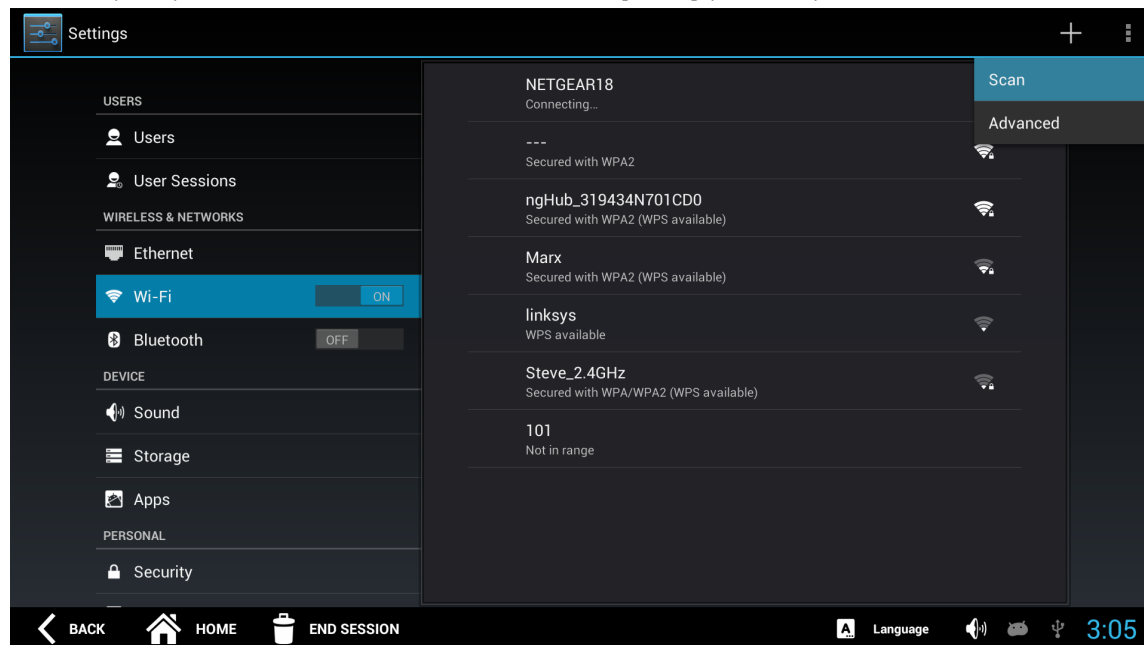 Settings
Scan
Advanced
USERS
Users
User Sessions
WIRELESS & NETWORKS
Ethernet
Wi-Fi
ON
Bluetooth
OFF
DEVICE
Sound
Storage
Apps
PERSONAL
Security
NETGEAR18
Connecting...
---
Secured with WPA2
ngHub_319434N701CD0
Secured with WPA2 (WPS available)
Marx
Secured with WPA2 (WPS available)
linksys
WPS available
Steve_2.4GHz
Secured with WPA/WPA2 (WPS available)
101
Not in range
BACK
HOME
END SESSION
A
Language
3:05